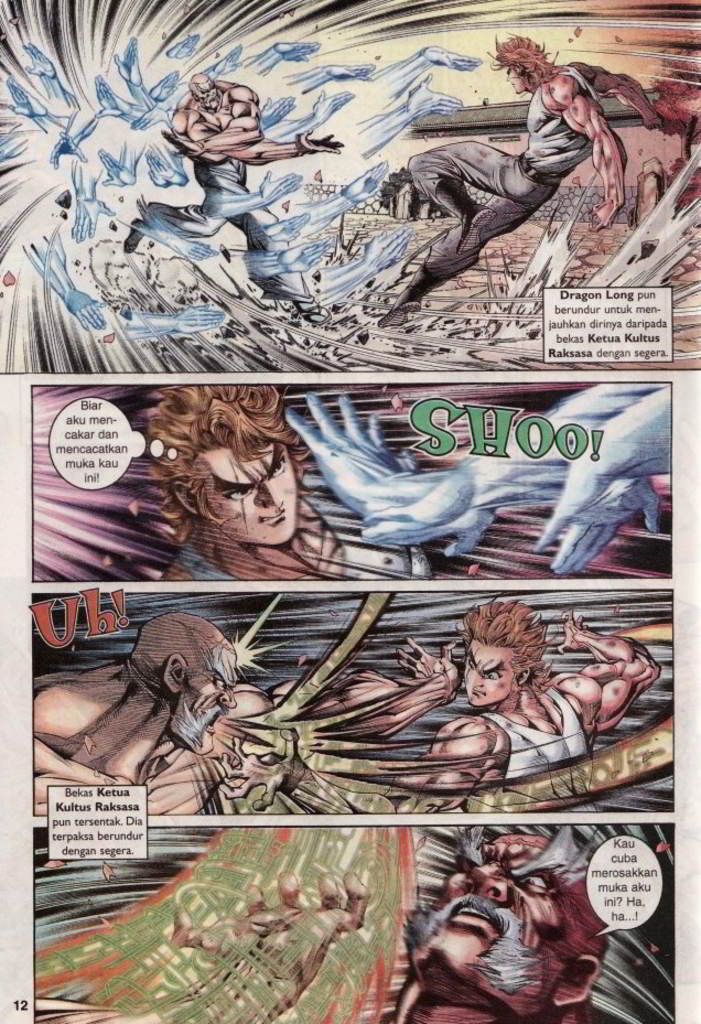 Dragon Long pun
berundur untuk men-
jauhkan dirinya daripada
bekas Ketua Kultus
Raksasa dengan segera.
Biar
aku men-
cakar dan
mencacatkan
muka kau
ini!
SHOO!
Uh!
Bekas Ketua
Kultus Raksasa
pun tersentak. Dia
terpaksa berundur
dengan segera.
Kau
cuba
merosakkan
muka aku
ini? Ha,
ha...!
12